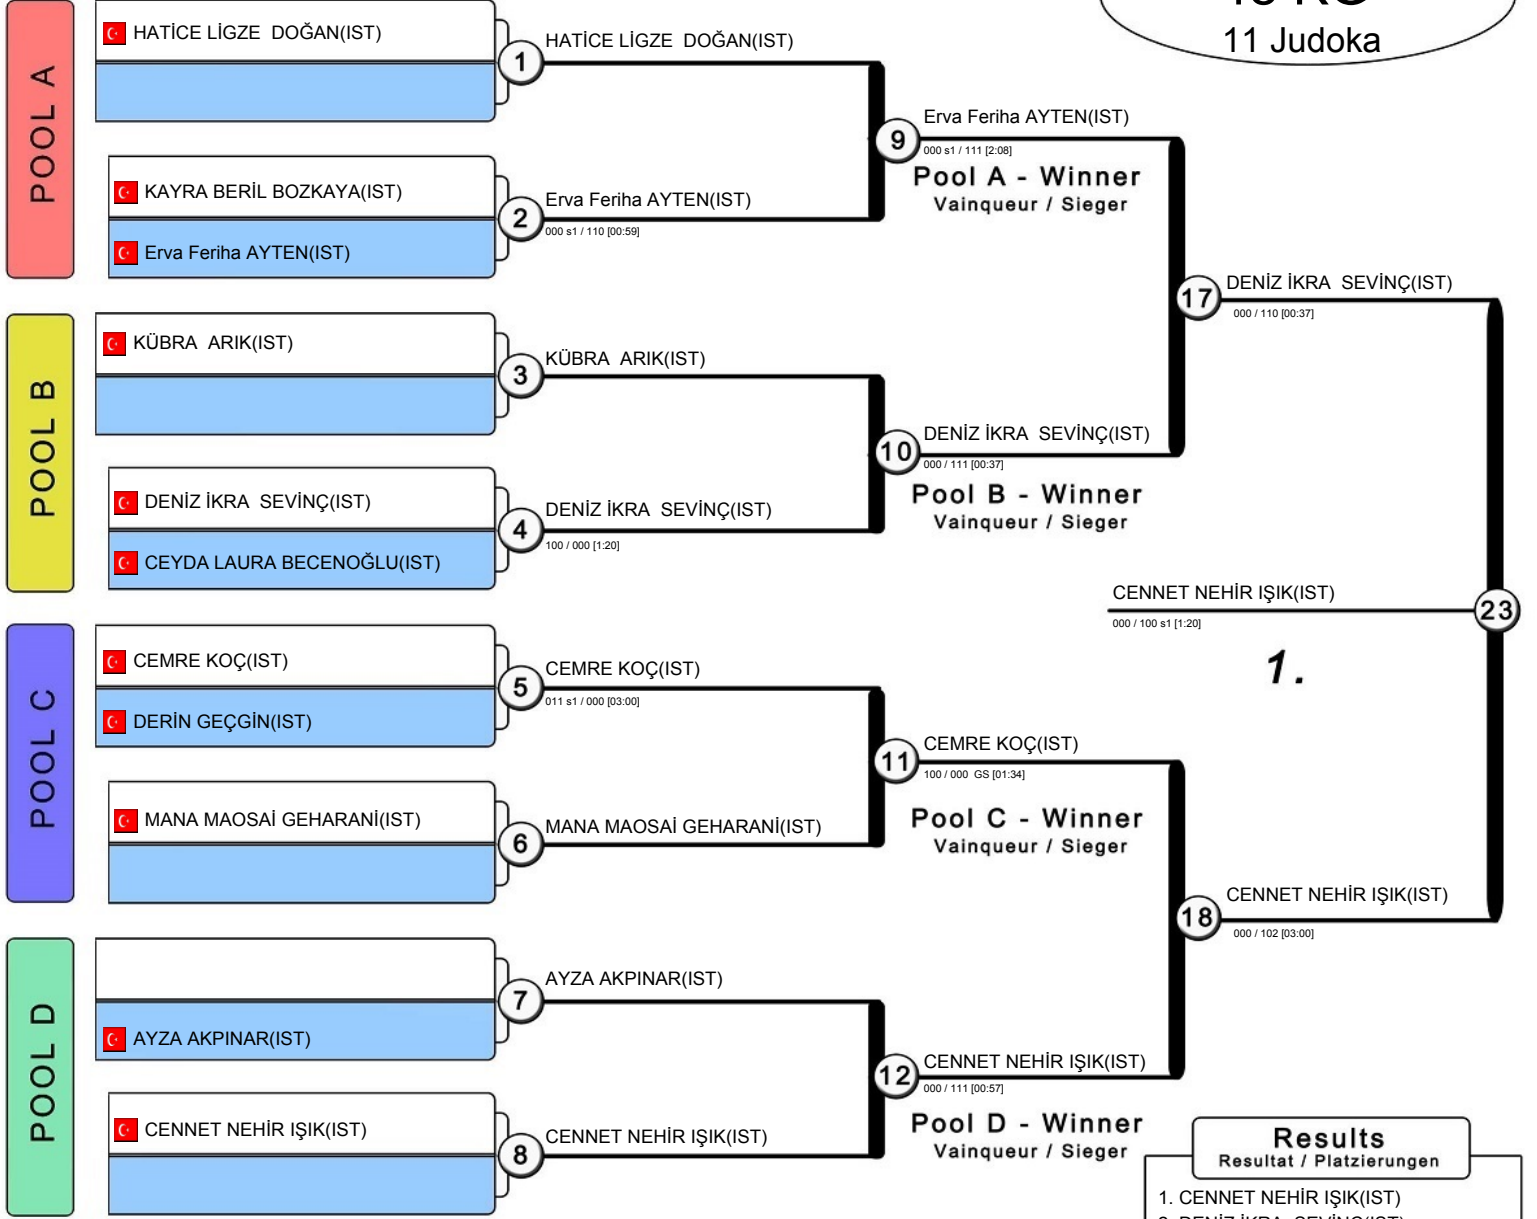 11 Judoka
POOL A
HATİCE LİGZE DOĞAN(IST)
1
HATİCE LİGZE DOĞAN(IST)
KAYRA BERİL BOZKAYA(IST)
Erva Feriha AYTEN(IST)
2
Erva Feriha AYTEN(IST)
000 s1 / 110 [00:59]
9
Erva Feriha AYTEN(IST)
000 s1 / 111 [2:08]
Pool A - Winner
Vainqueur / Sieger
POOL B
KÜBRA ARIK(IST)
3
KÜBRA ARIK(IST)
DENİZ İKRA SEVİNÇ(IST)
CEYDA LAURA BECENOĞLU(IST)
4
DENİZ İKRA SEVİNÇ(IST)
100 / 000 [1:20]
10
DENİZ İKRA SEVİNÇ(IST)
000 / 111 [00:37]
Pool B - Winner
Vainqueur / Sieger
17
DENİZ İKRA SEVİNÇ(IST)
000 / 110 [00:37]
POOL C
CEMRE KOÇ(IST)
DERİN GEÇGİN(IST)
5
CEMRE KOÇ(IST)
011 s1 / 000 [03:00]
MANA MAOSAİ GEHARANİ(IST)
6
MANA MAOSAİ GEHARANİ(IST)
11
CEMRE KOÇ(IST)
100 / 000 GS [01:34]
Pool C - Winner
Vainqueur / Sieger
POOL D
AYZA AKPINAR(IST)
7
AYZA AKPINAR(IST)
CENNET NEHİR IŞIK(IST)
8
CENNET NEHİR IŞIK(IST)
12
CENNET NEHİR IŞIK(IST)
000 / 111 [00:57]
Pool D - Winner
Vainqueur / Sieger
18
CENNET NEHİR IŞIK(IST)
000 / 102 [03:00]
CENNET NEHİR IŞIK(IST)
000 / 100 s1 [1:20]
23
1.
Results
Resultat / Platzierungen
1. CENNET NEHİR IŞIK(IST)
2. DENİZ İKRA SEVİNÇ(IST)